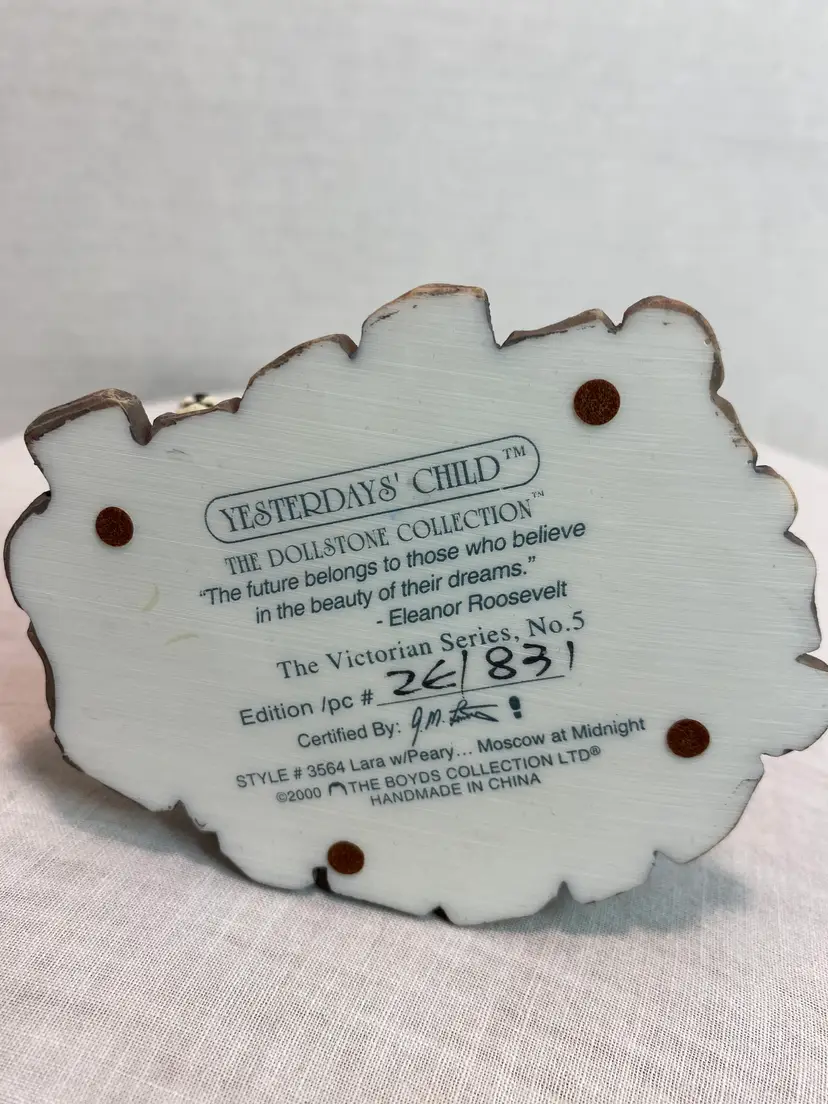 YESTERDAYS' CHILD™
THE DOLLSTONE COLLECTION™
"The future belongs to those who believe
in the beauty of their dreams."
- Eleanor Roosevelt
The Victorian Series, No.5
Edition /pc # 2E/831
Certified By: G.M.
STYLE # 3564 Lara w/Peary... Moscow at Midnight
©2000 THE BOYDS COLLECTION LTD®
HANDMADE IN CHINA